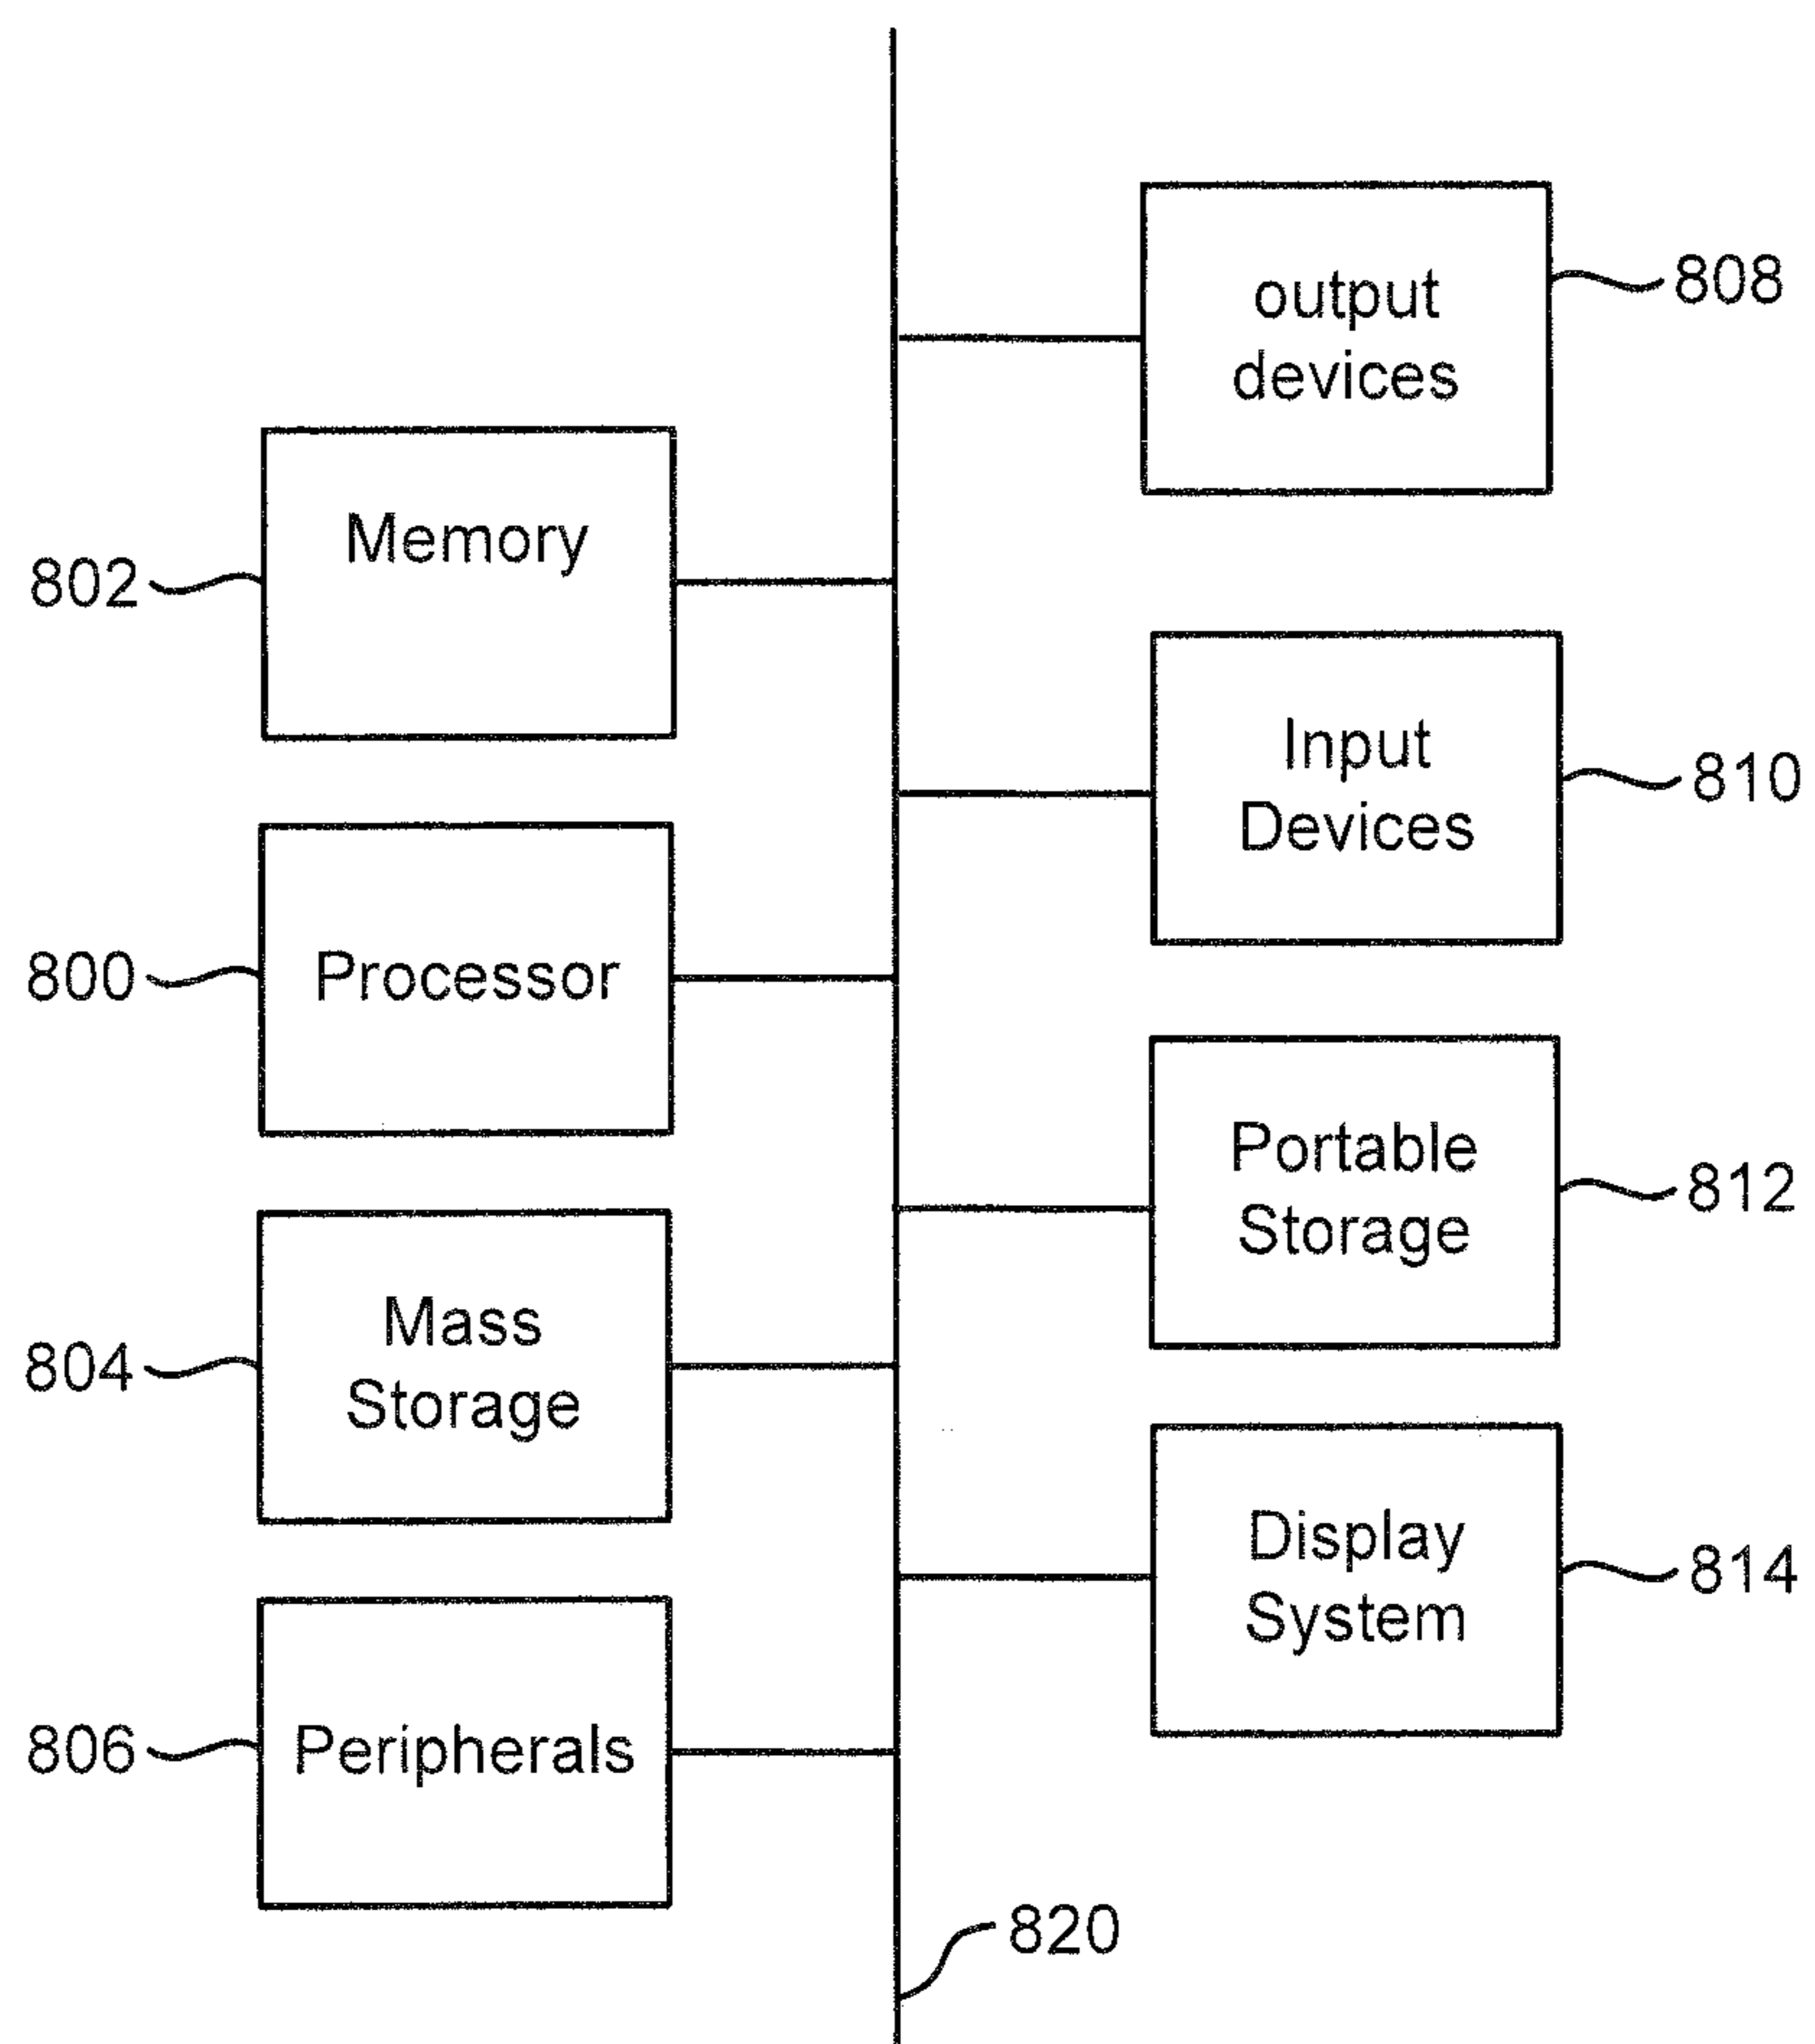 output
devices
808
Memory
802
Input
Devices
810
Processor
800
Portable
Storage
812
Mass
Storage
804
Display
System
814
Peripherals
806
820